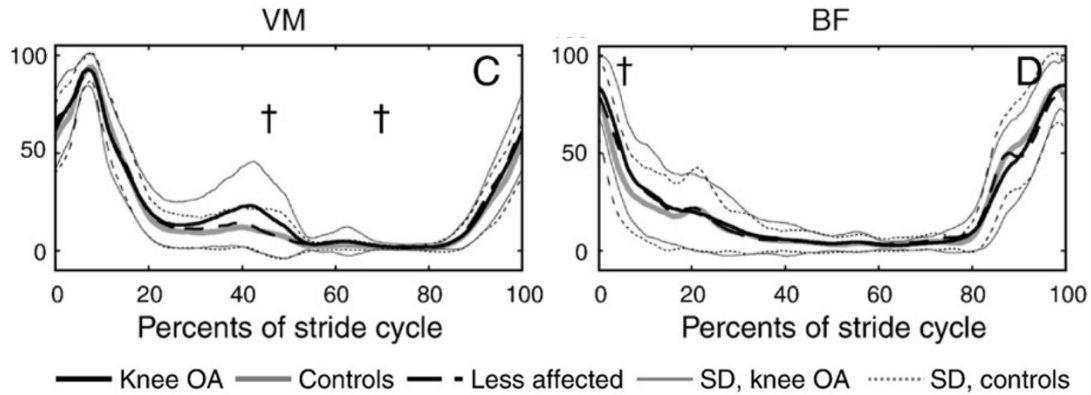 VM
BF
100
50
0
C
†
†
0
20
40
60
80
100
Percents of stride cycle
100
50
0
†
D
0
20
40
60
80
100
Percents of stride cycle
Knee OA
Controls
Less affected
SD, knee OA
SD, controls